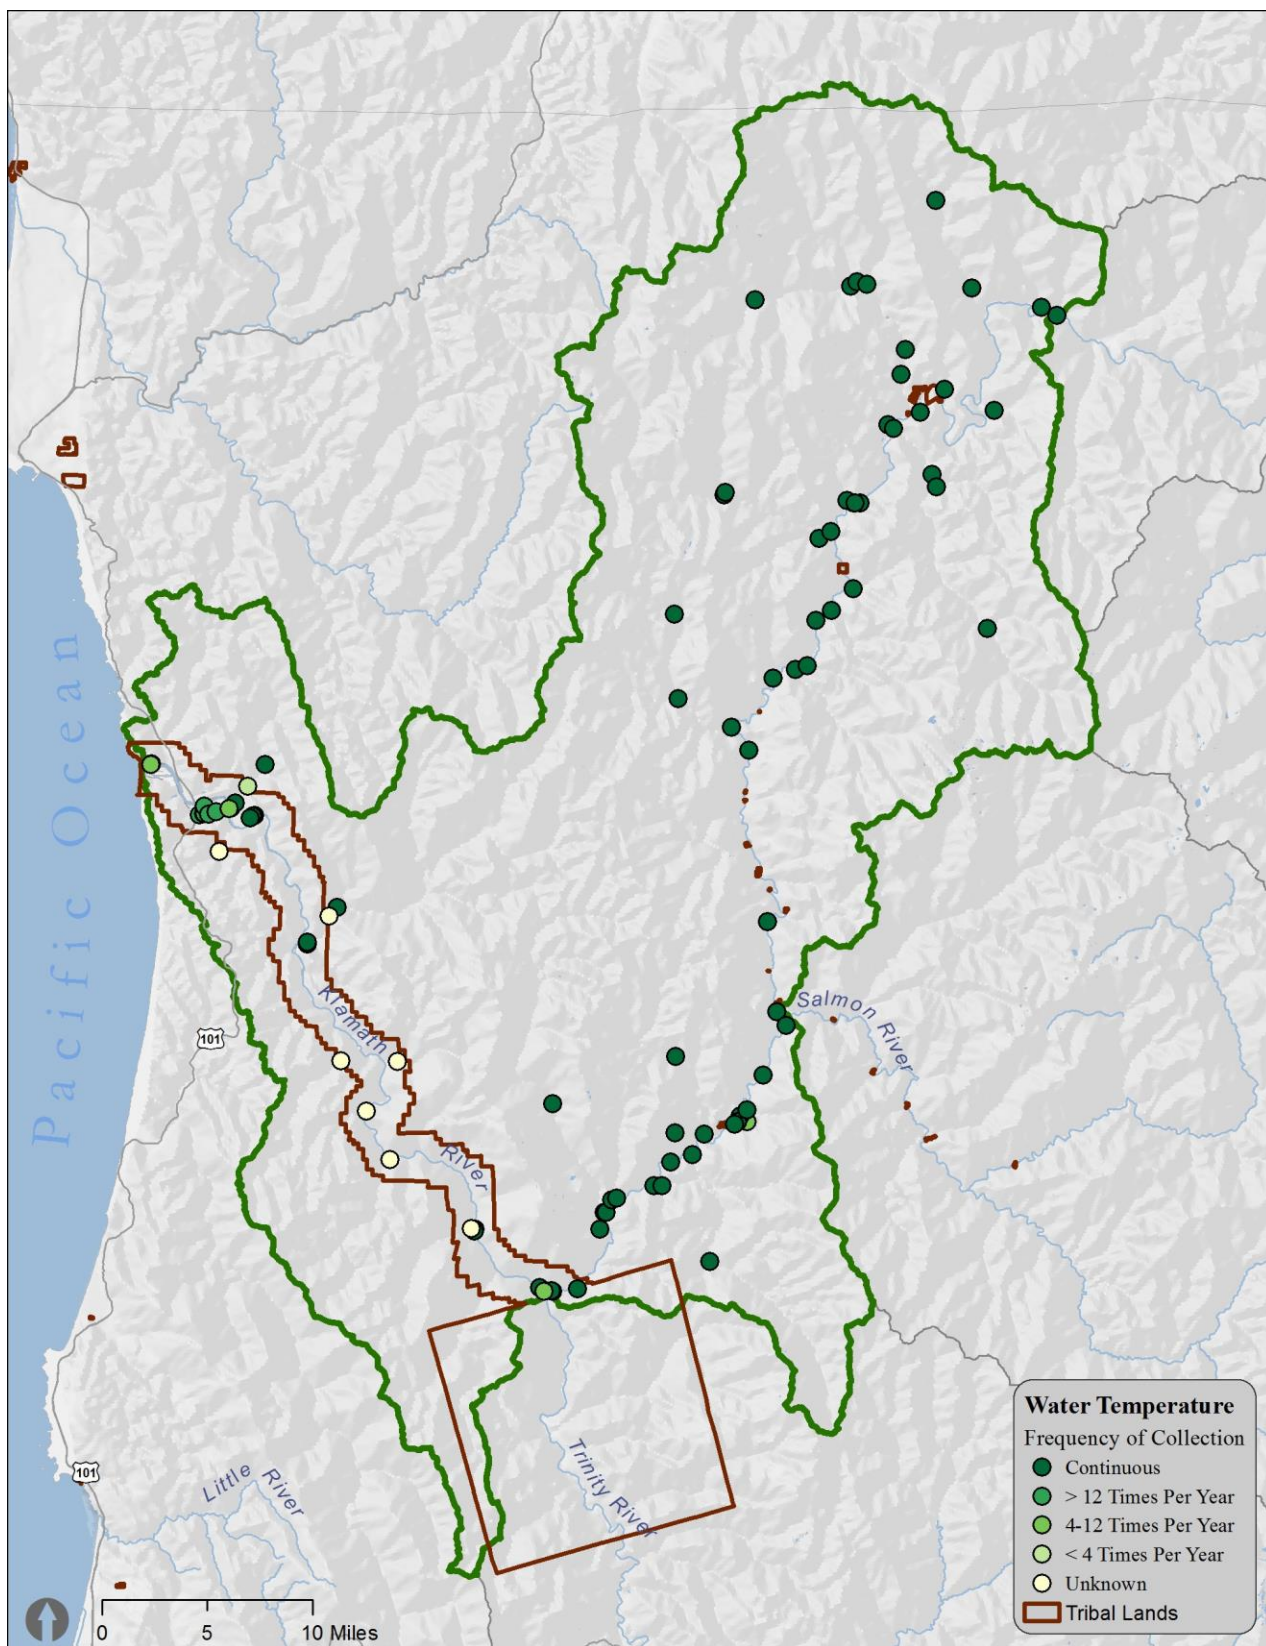 Pacific Ocean
Klamath
River
Salmon
River
101
101
Little
River
Trinity River
0 5 10 Miles
Water Temperature
Frequency of Collection
Continuous
> 12 Times Per Year
4-12 Times Per Year
< 4 Times Per Year
Unknown
Tribal Lands